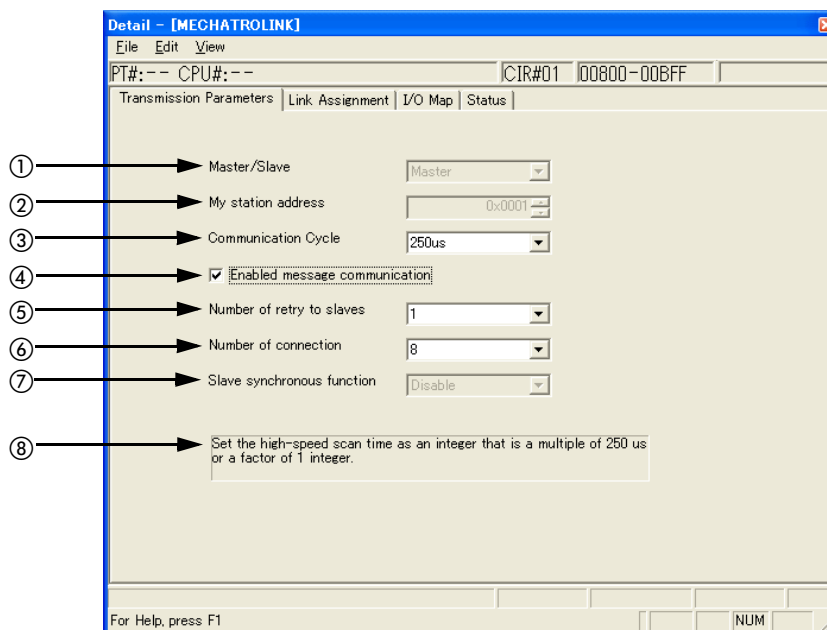 Detail - [MECHATROLINK]
File Edit View
PT#:-- CPU#:-- CIR#01 00800-00BFF
Transmission Parameters Link Assignment I/O Map Status
① Master/Slave Master
② My station address 0x0001
③ Communication Cycle 250us
④ Enabled message communication
⑤ Number of retry to slaves 1
⑥ Number of connection 8
⑦ Slave synchronous function Disable
⑧ Set the high-speed scan time as an integer that is a multiple of 250 us
or a factor of 1 integer.
For Help, press F1 NUM